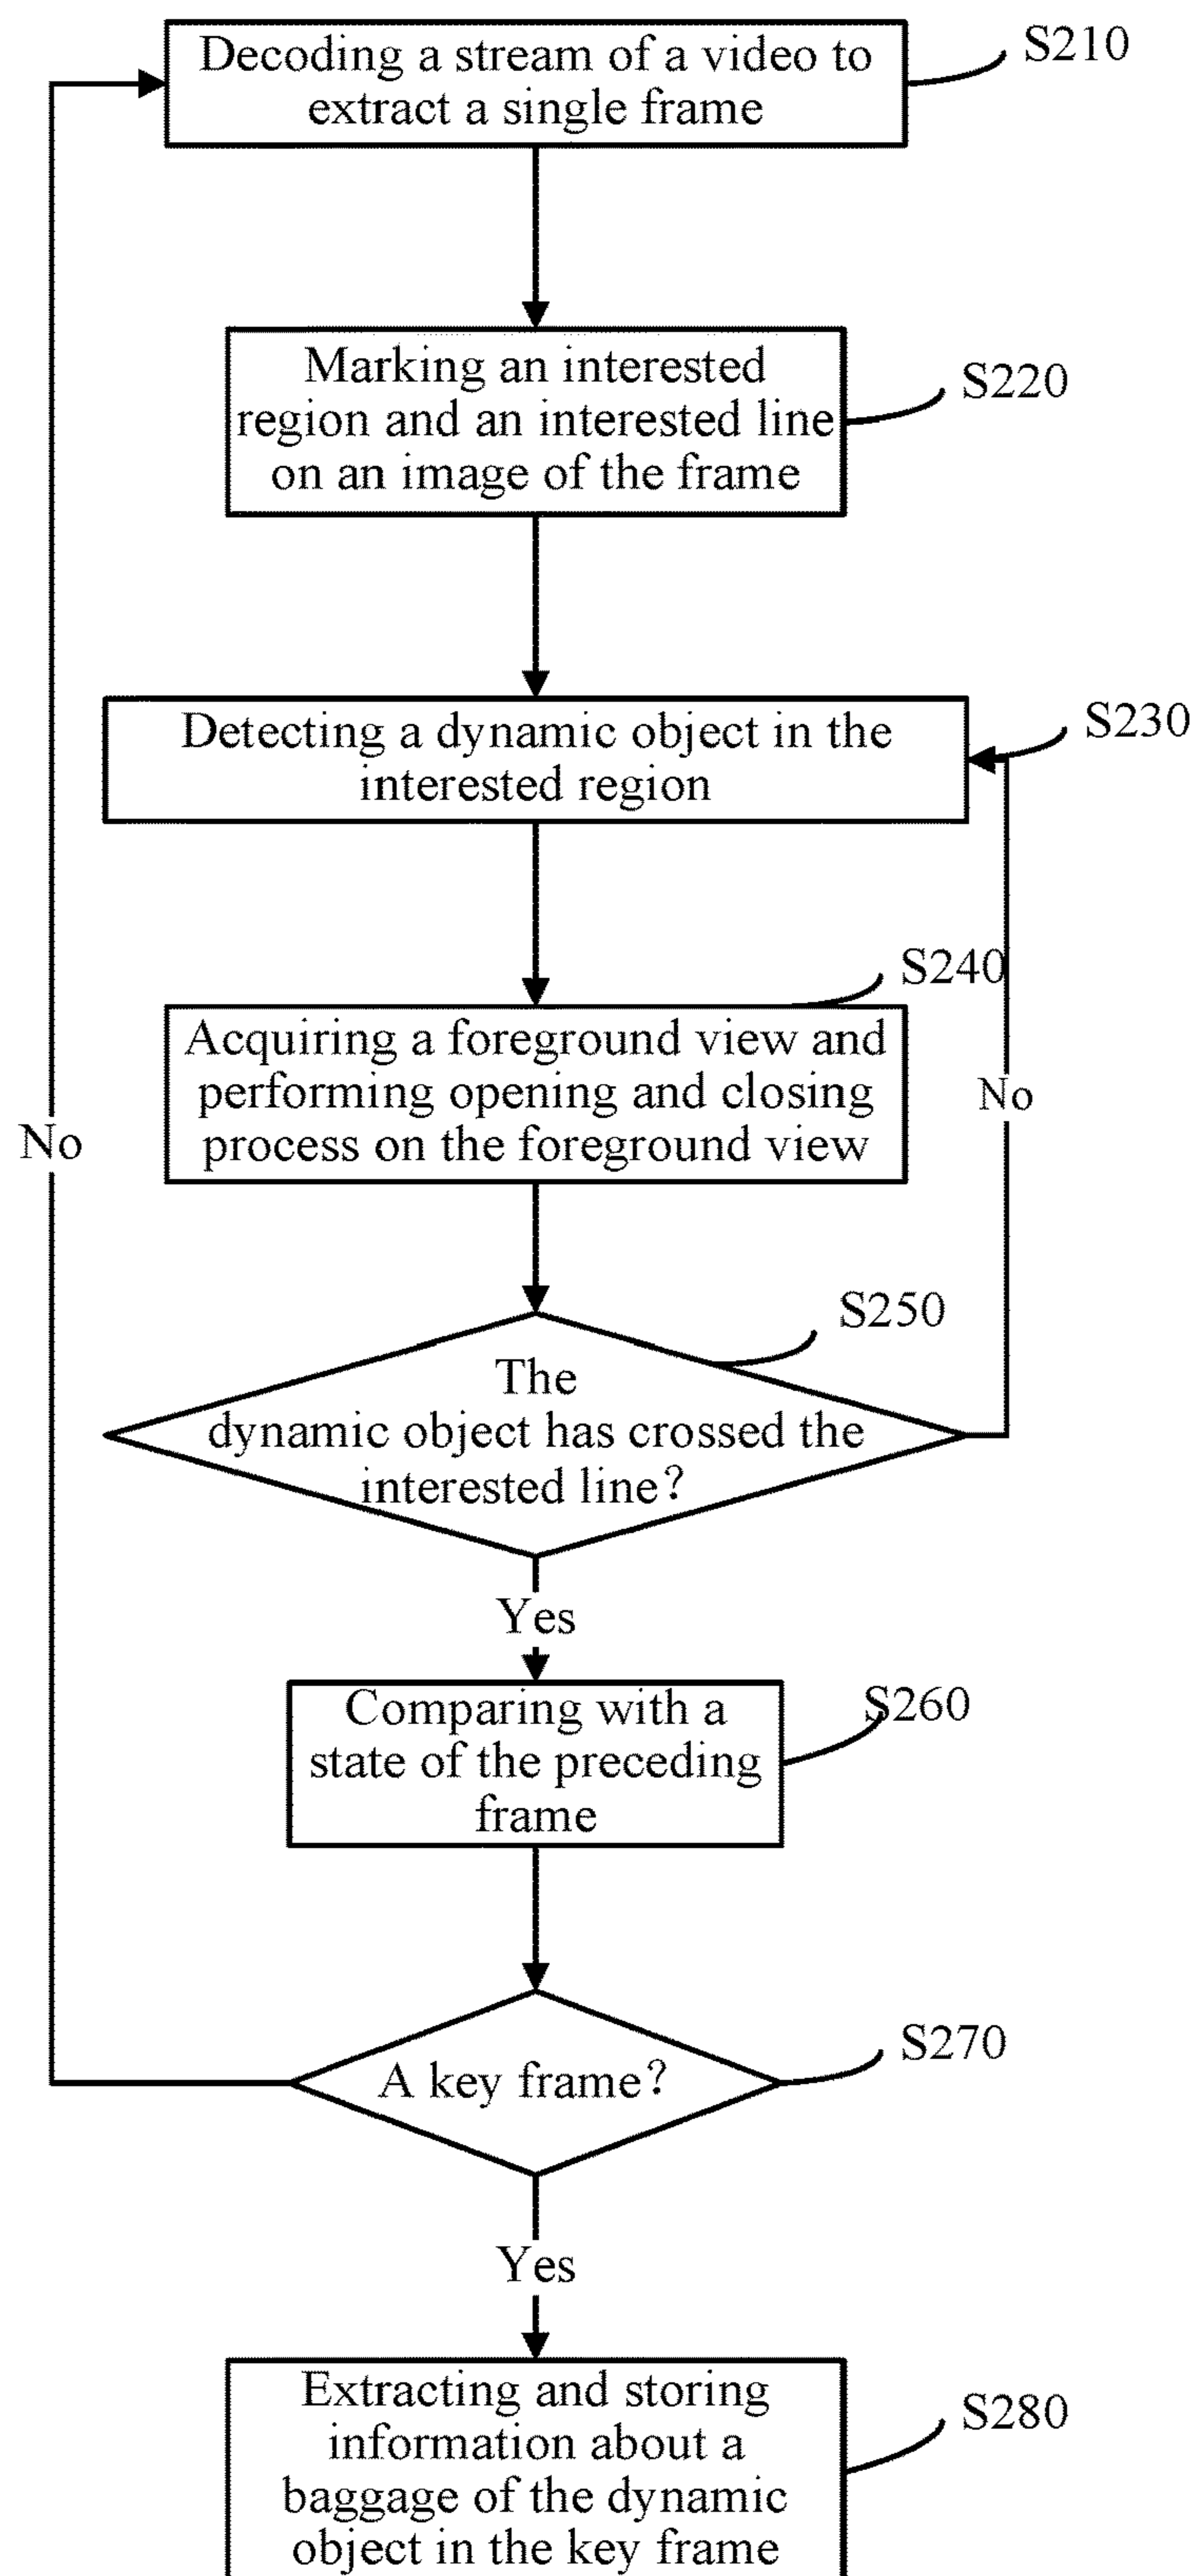 Decoding a stream of a video to
extract a single frame
S210
Marking an interested
region and an interested line
on an image of the frame
S220
Detecting a dynamic object in the
interested region
S230
S240
Acquiring a foreground view and
performing opening and closing
process on the foreground view
No
No
S250
The
dynamic object has crossed the
interested line?
Yes
Comparing with a
state of the preceding
frame
S260
A key frame?
S270
Yes
Extracting and storing
information about a
baggage of the dynamic
object in the key frame
S280